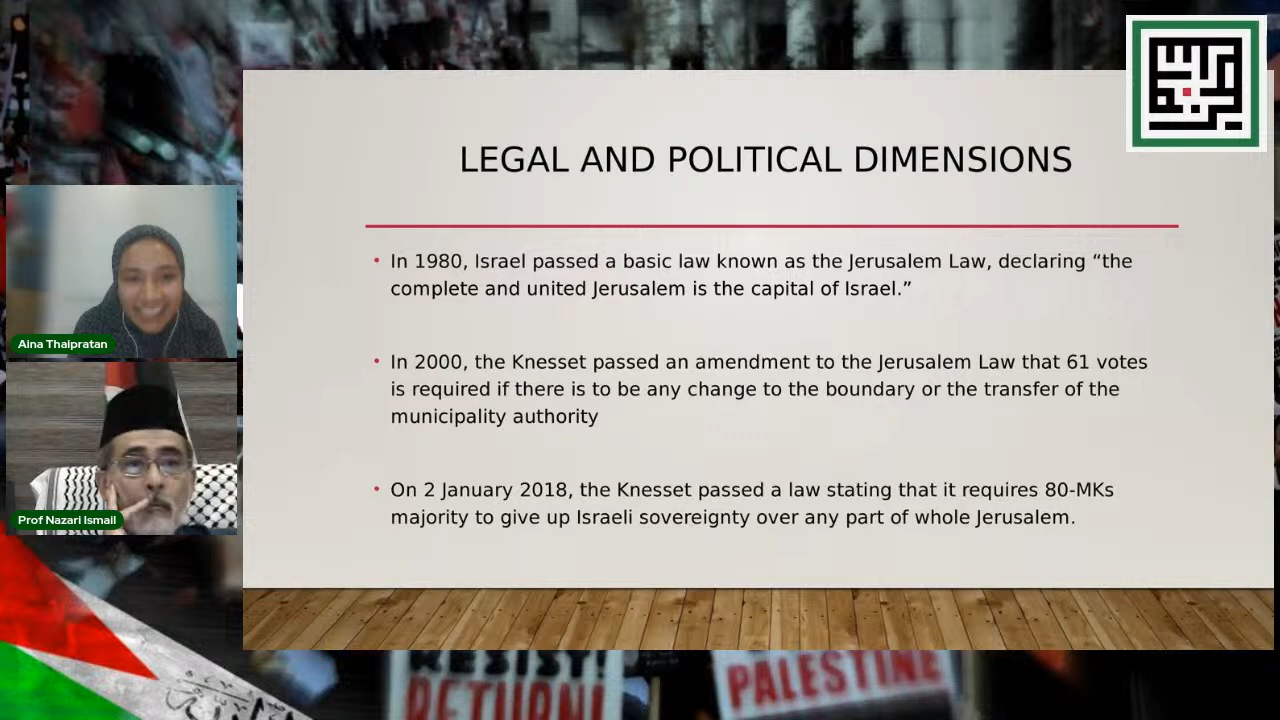 LEGAL AND POLITICAL DIMENSIONS
• In 1980, Israel passed a basic law known as the Jerusalem Law, declaring “the
complete and united Jerusalem is the capital of Israel.”
• In 2000, the Knesset passed an amendment to the Jerusalem Law that 61 votes
is required if there is to be any change to the boundary or the transfer of the
municipality authority
• On 2 January 2018, the Knesset passed a law stating that it requires 80-MKs
majority to give up Israeli sovereignty over any part of whole Jerusalem.
Aina Thaipratan
Prof Nazari Ismail
RESIST!
RETURN!
PALESTINE